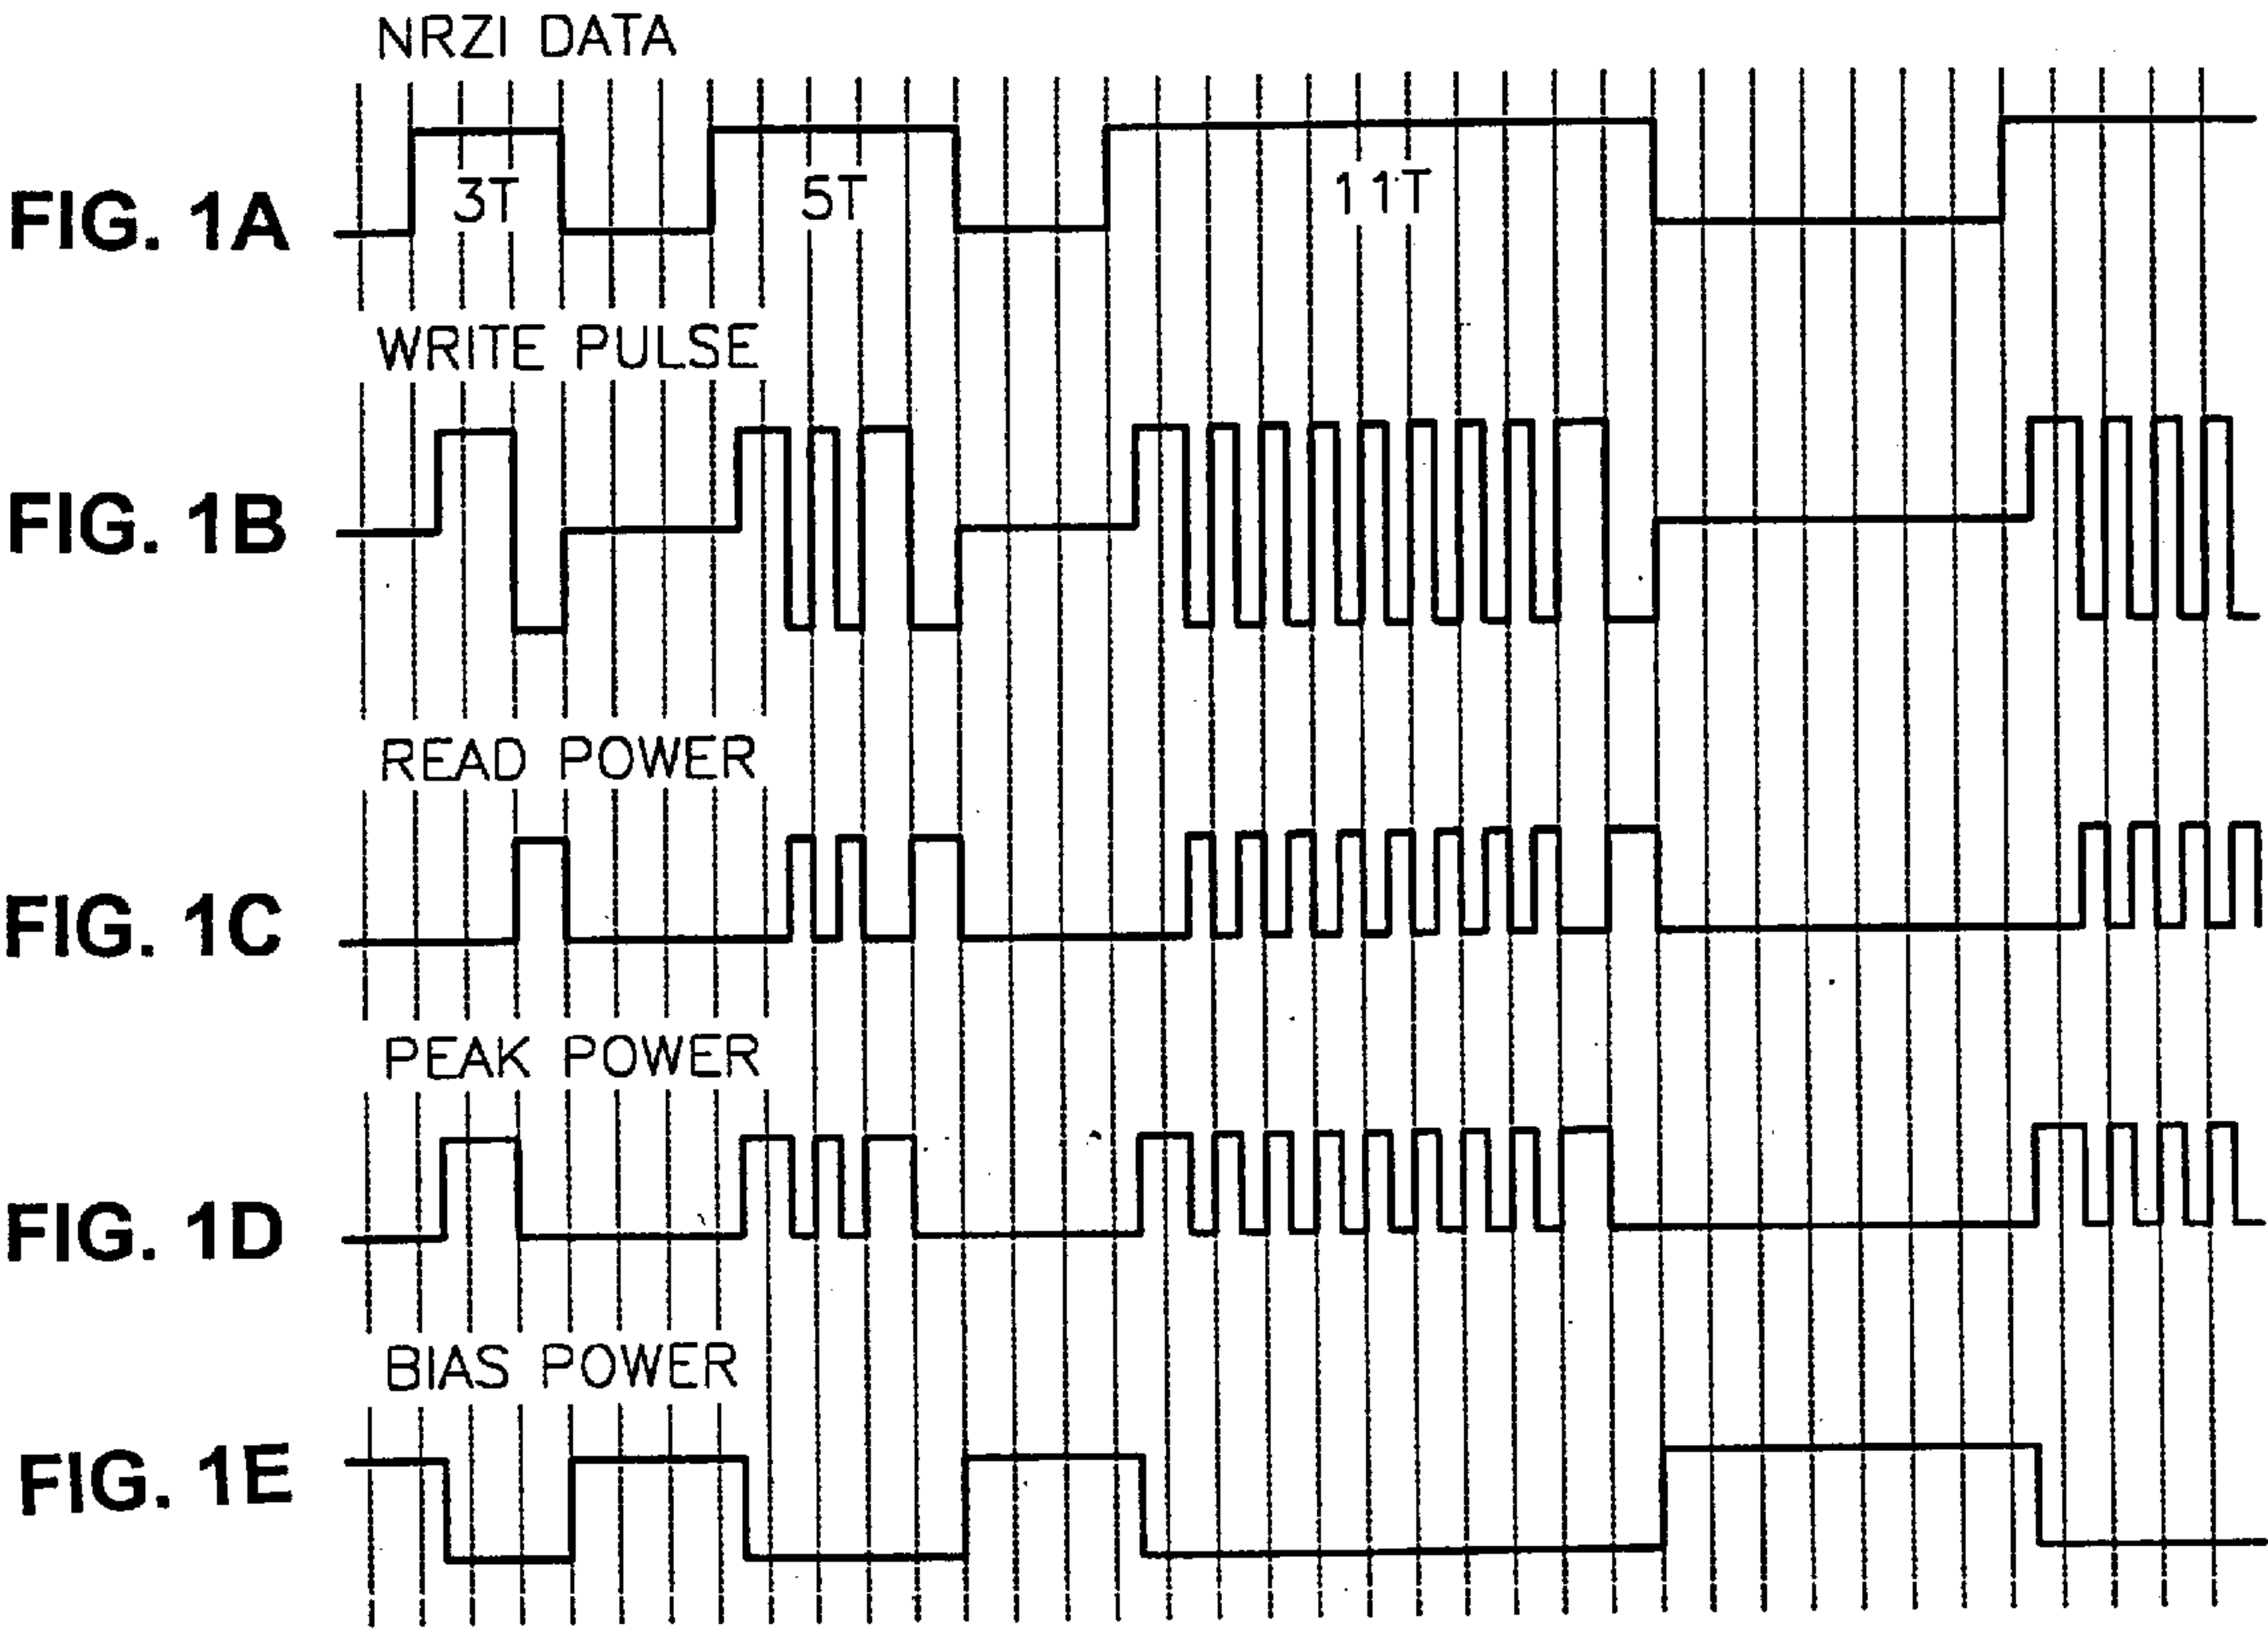 NRZI DATA
3T 5T 11T
FIG. 1A
WRITE PULSE
FIG. 1B
READ POWER
FIG. 1C
PEAK POWER
FIG. 1D
BIAS POWER
FIG. 1E